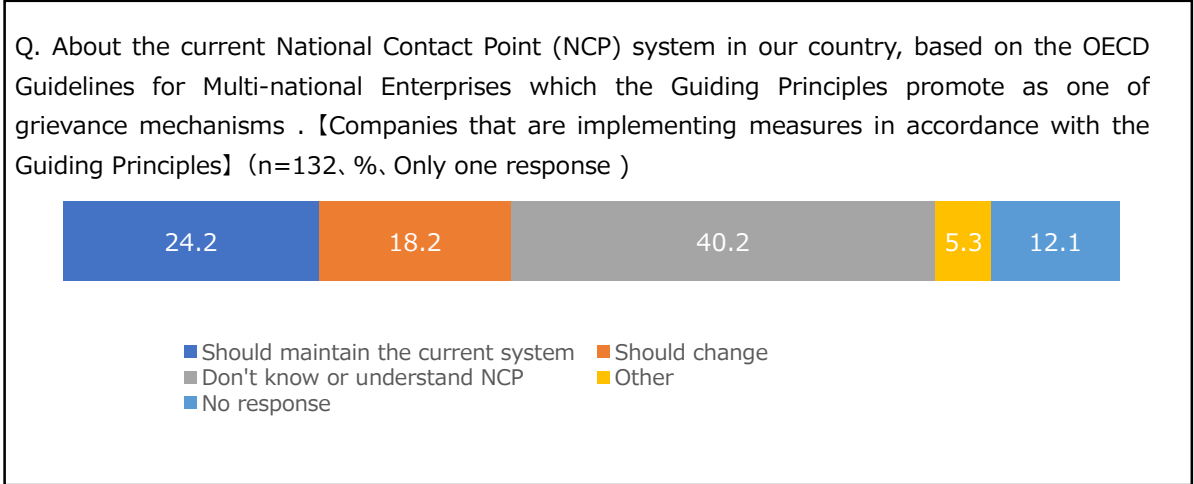 Q. About the current National Contact Point (NCP) system in our country, based on the OECD
Guidelines for Multi-national Enterprises which the Guiding Principles promote as one of
grievance mechanisms .【Companies that are implementing measures in accordance with the
Guiding Principles】（n=132、%、Only one response )
24.2 18.2 40.2 5.3 12.1
Should maintain the current system Should change
Don't know or understand NCP Other
No response